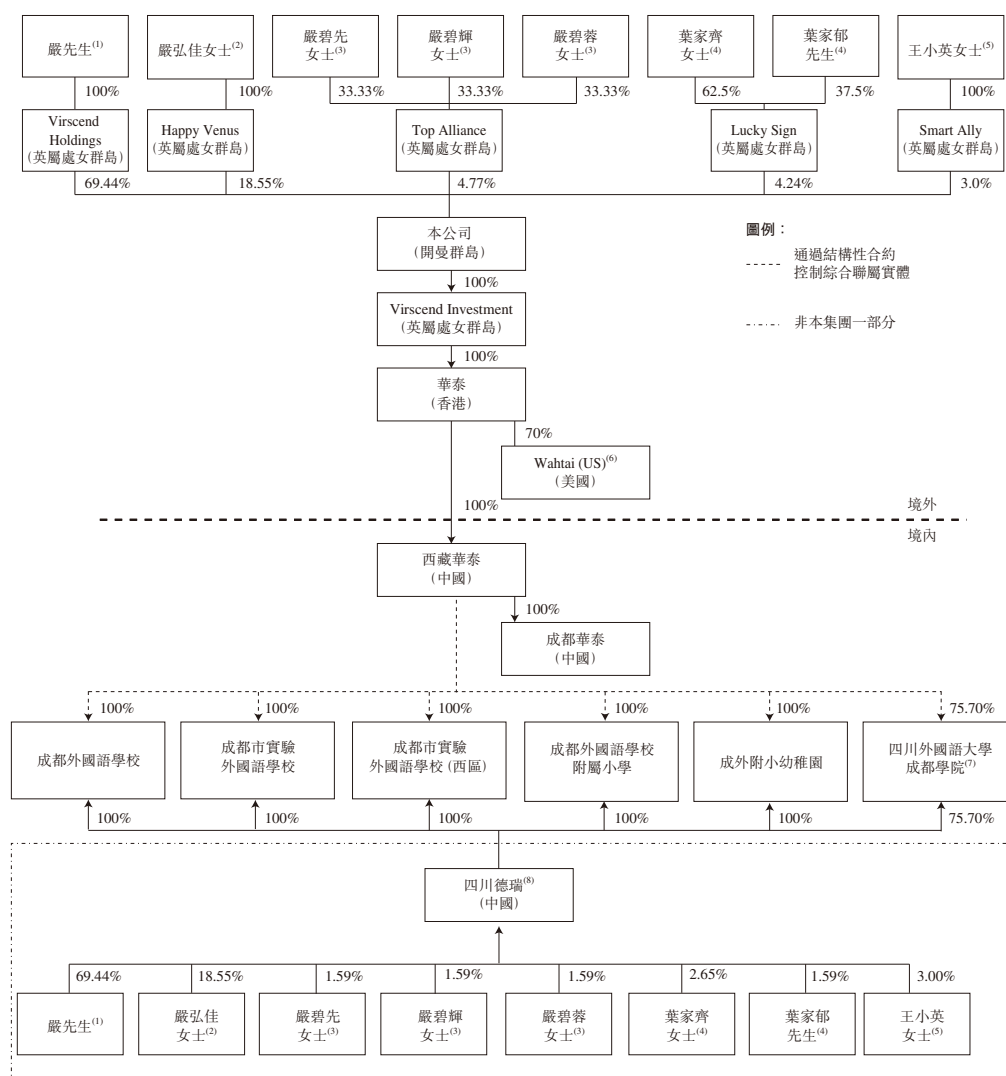 嚴先生(1)
嚴弘佳女士(2)
嚴碧先
女士(3)
嚴碧輝
女士(3)
嚴碧蓉
女士(3)
葉家齊
女士(4)
葉家郁
先生(4)
王小英女士(5)
100%
100%
33.33%
33.33%
33.33%
62.5%
37.5%
100%
Virscend
Holdings
(英屬處女群島)
Happy Venus
(英屬處女群島)
Top Alliance
(英屬處女群島)
Lucky Sign
(英屬處女群島)
Smart Ally
(英屬處女群島)
69.44%
18.55%
4.77%
4.24%
3.0%
本公司
(開曼群島)
圖例：
通過結構性合約
控制綜合聯屬實體
非本集團一部分
100%
Virscend Investment
(英屬處女群島)
100%
華泰
(香港)
70%
Wahtai (US)(6)
(美國)
100%
境外
境內
西藏華泰
(中國)
100%
成都華泰
(中國)
100%
100%
100%
100%
100%
75.70%
成都外國語學校
成都市實驗
外國語學校
成都市實驗
外國語學校(西區)
成都外國語學校
附屬小學
成外附小幼稚園
四川外國語大學
成都學院(7)
100%
100%
100%
100%
100%
75.70%
四川德瑞(8)
(中國)
69.44%
18.55%
1.59%
1.59%
1.59%
2.65%
1.59%
3.00%
嚴先生(1)
嚴弘佳
女士(2)
嚴碧先
女士(3)
嚴碧輝
女士(3)
嚴碧蓉
女士(3)
葉家齊
女士(4)
葉家郁
先生(4)
王小英
女士(5)